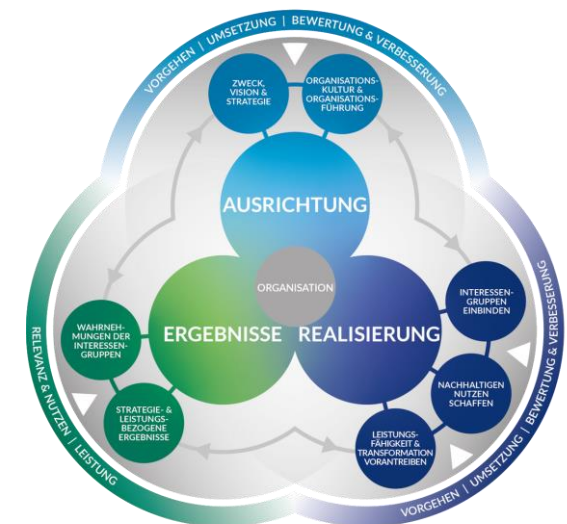 VORGEHEN | UMSETZUNG | BEWERTUNG & VERBESSERUNG
ZWECK,
VISION &
STRATEGIE
ORGANISATIONS-
KULTUR &
ORGANISATIONS-
FÜHRUNG
AUSRICHTUNG
ORGANISATION
ERGEBNISSE
REALISIERUNG
WAHRNEH-
MUNGEN DER
INTERESSEN-
GRUPPEN
STRATEGIE- &
LEISTUNGS-
BEZOGENE
ERGEBNISSE
INTERESSEN-
GRUPPEN
EINBINDEN
NACHHALTIGEN
NUTZEN
SCHAFFEN
LEISTUNGS-
FÄHIGKEIT &
TRANSFORMATION
VORANTREIBEN
RELEVANZ & NUTZEN | LEISTUNG
VORGEHEN | UMSETZUNG | BEWERTUNG & VERBESSERUNG